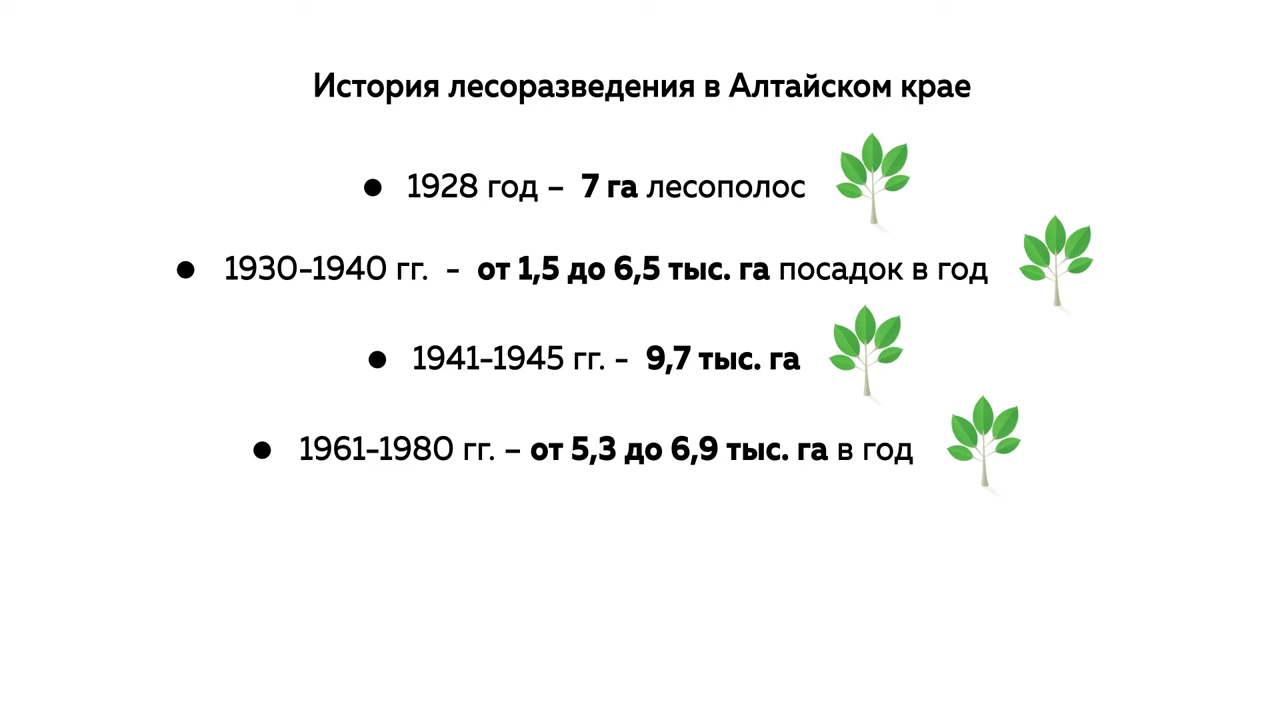 История лесоразведения в Алтайском крае
● 1928 год – 7 га лесополос
● 1930-1940 гг. - от 1,5 до 6,5 тыс. га посадок в год
● 1941-1945 гг. - 9,7 тыс. га
● 1961-1980 гг. – от 5,3 до 6,9 тыс. га в год